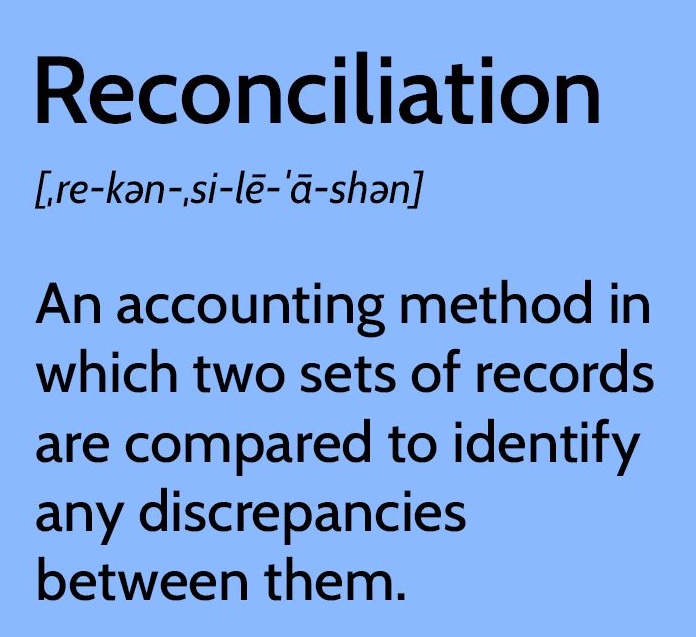 Reconciliation
[ˌre-kən-ˌsi-lē-ˈā-shən]
An accounting method in
which two sets of records
are compared to identify
any discrepancies
between them.